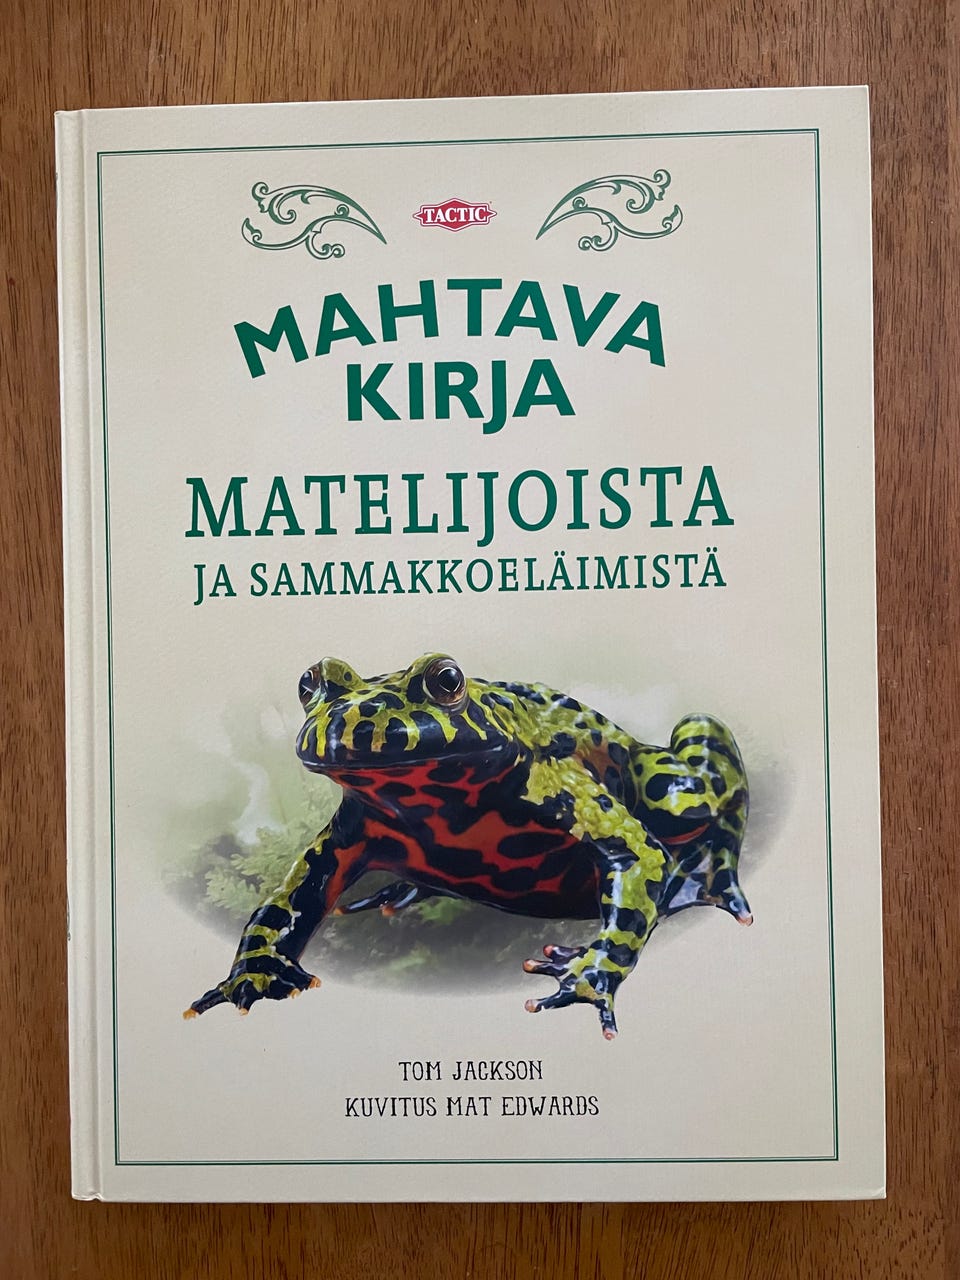 TACTIC
MAHTAVA
KIRJA
MATELIJOISTA
JA SAMMAKKOELÄIMISTÄ
TOM JACKSON
KUVITUS MAT EDWARDS